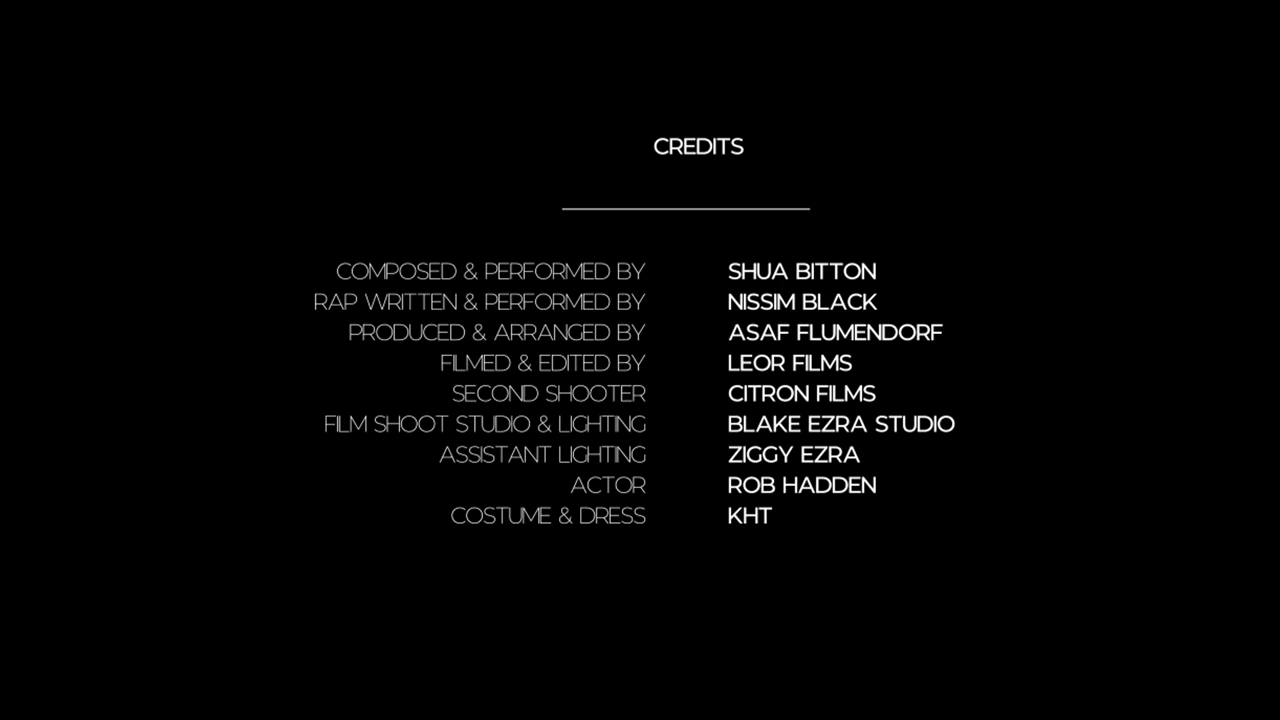 CREDITS
COMPOSED & PERFORMED BY SHUA BITTON
RAP WRITTEN & PERFORMED BY NISSIM BLACK
PRODUCED & ARRANGED BY ASAF FLUMENDORF
FILMED & EDITED BY LEOR FILMS
SECOND SHOOTER CITRON FILMS
FILM SHOOT STUDIO & LIGHTING BLAKE EZRA STUDIO
ASSISTANT LIGHTING ZIGGY EZRA
ACTOR ROB HADDEN
COSTUME & DRESS KHT